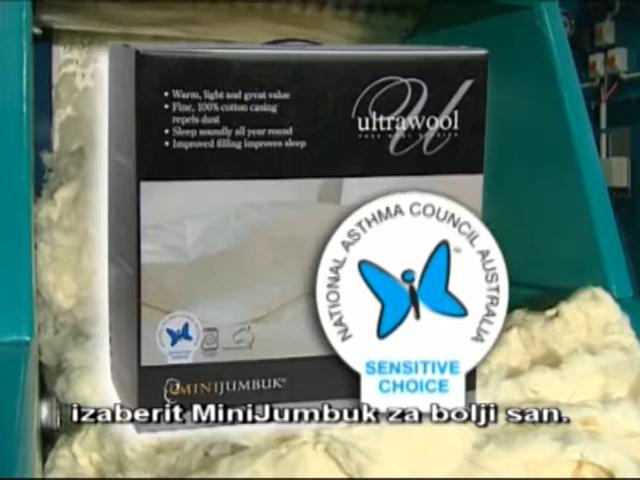 • Warm, light and great value
• Fine, 100% cotton casing
repels dust
• Sleep soundly all year round
• Improved filling improves sleep
ultrawool
NATIONAL ASTHMA COUNCIL AUSTRALIA
SENSITIVE
CHOICE
MINIJUMBUK
izaberit MiniJumbuk za bolji san.